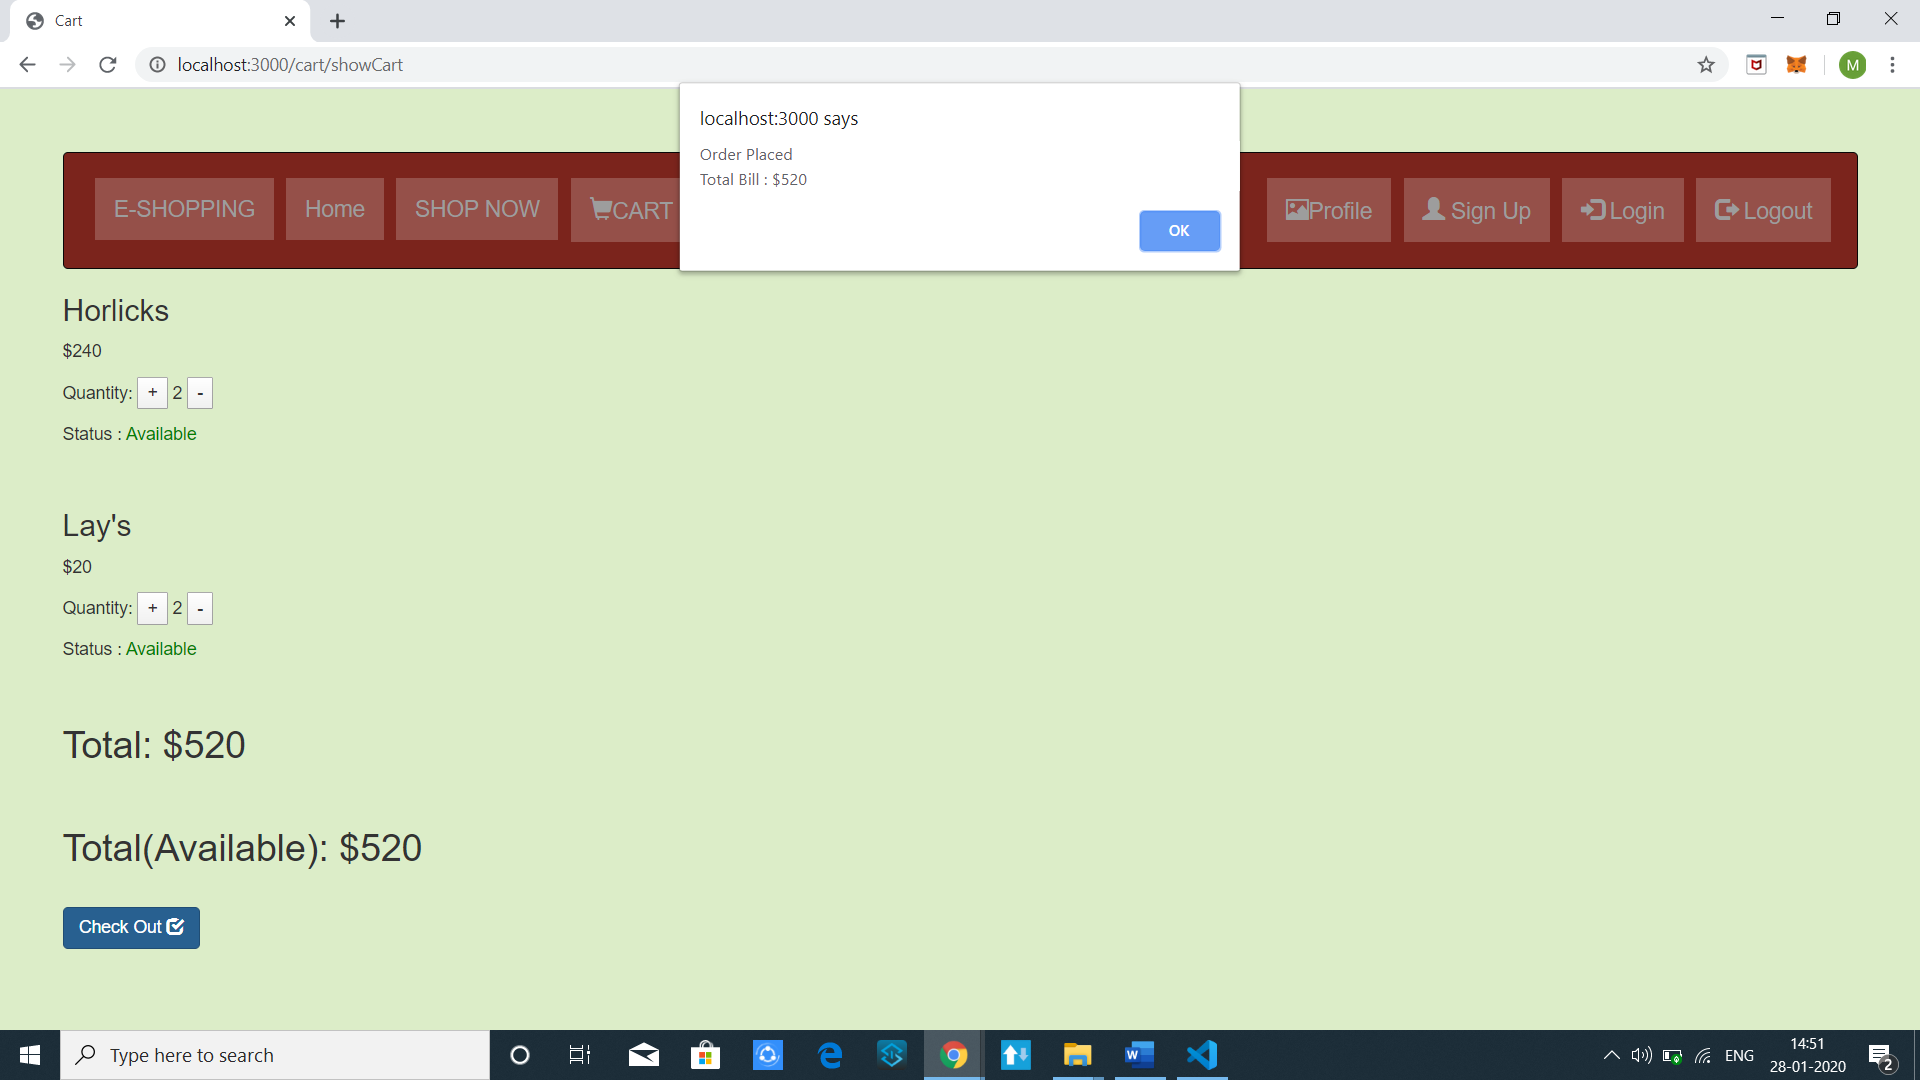 Cart
localhost:3000/cart/showCart
M
localhost:3000 says
Order Placed
Total Bill : $520
OK
E-SHOPPING Home SHOP NOW CART Profile Sign Up Login Logout
Horlicks
$240
Quantity: + 2 -
Status : Available
Lay's
$20
Quantity: + 2 -
Status : Available
Total: $520
Total(Available): $520
Check Out
Type here to search
ENG
14:51
28-01-2020
2